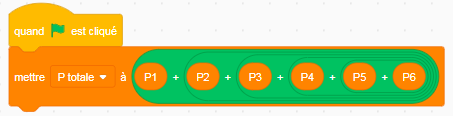 quand est cliqué
mettre P totale à P1 + P2 + P3 + P4 + P5 + P6